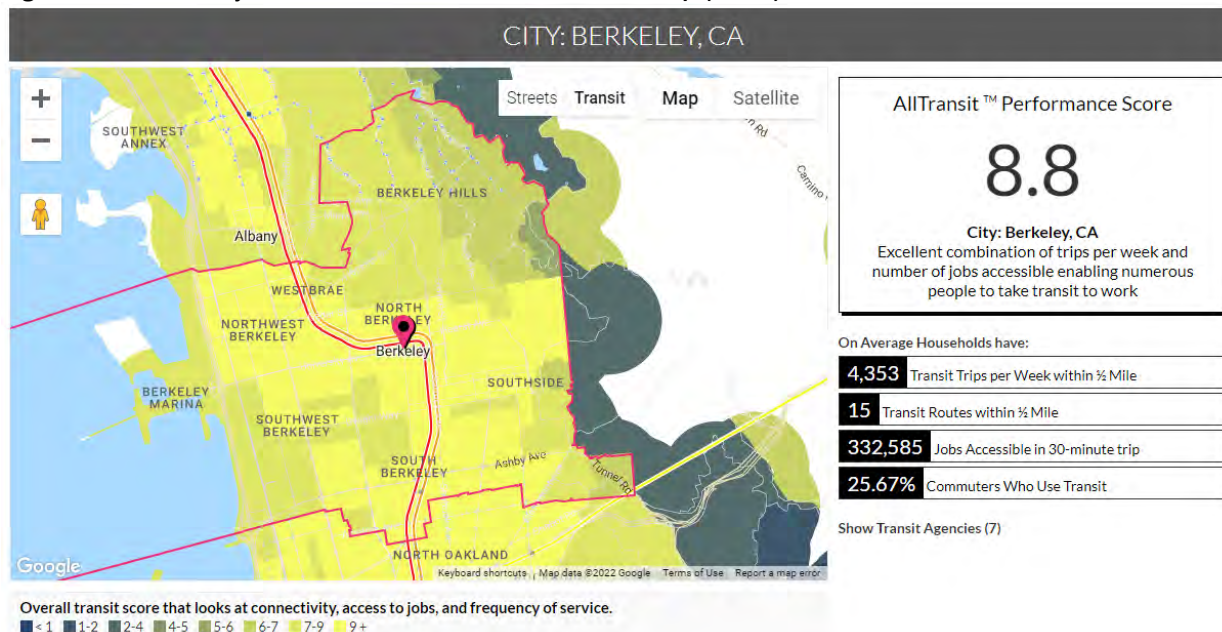 CITY: BERKELEY, CA
+
−
Streets Transit Map Satellite
SOUTHWEST
ANNEX
BERKELEY HILLS
Albany
WESTBRAE
NORTH
BERKELEY
NORTHWEST
BERKELEY
Berkeley
SOUTHSIDE
BERKELEY
MARINA
SOUTHWEST
BERKELEY
SOUTH
BERKELEY
Ashby Ave
Tunnel Rd
NORTH OAKLAND
Google
Keyboard shortcuts Map data ©2022 Google Terms of Use Report a map error
AllTransit ™ Performance Score
8.8
City: Berkeley, CA
Excellent combination of trips per week and
number of jobs accessible enabling numerous
people to take transit to work
On Average Households have:
4,353 Transit Trips per Week within ½ Mile
15 Transit Routes within ½ Mile
332,585 Jobs Accessible in 30-minute trip
25.67% Commuters Who Use Transit
Show Transit Agencies (7)
Overall transit score that looks at connectivity, access to jobs, and frequency of service.
< 1 1-2 2-4 4-5 5-6 6-7 7-9 9 +